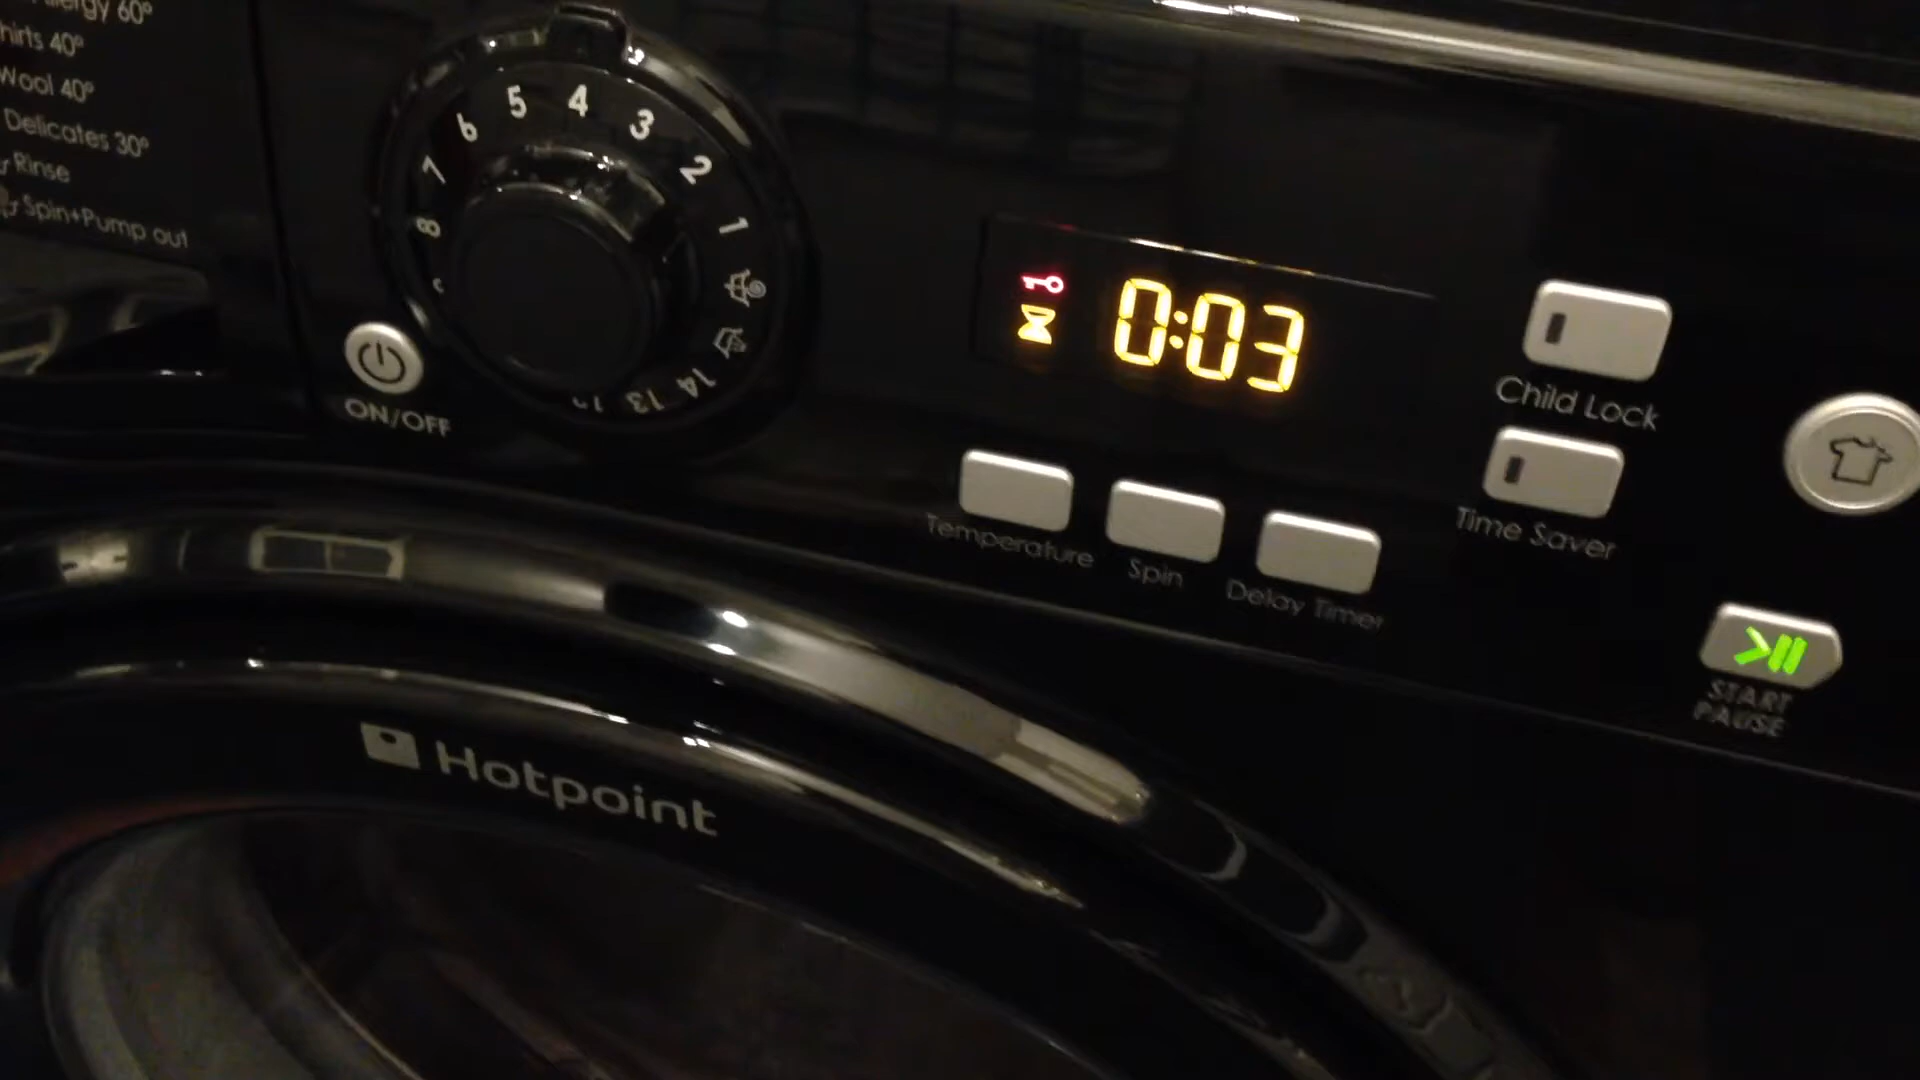 60°
40°
Wool 40°
Delicates 30°
Rinse
Spin+Pump out
5 4 3
6 2
7
8 1
14
13
ON/OFF
0:03
Child Lock
Time Saver
Temperature
Spin
Delay Timer
START
PAUSE
Hotpoint